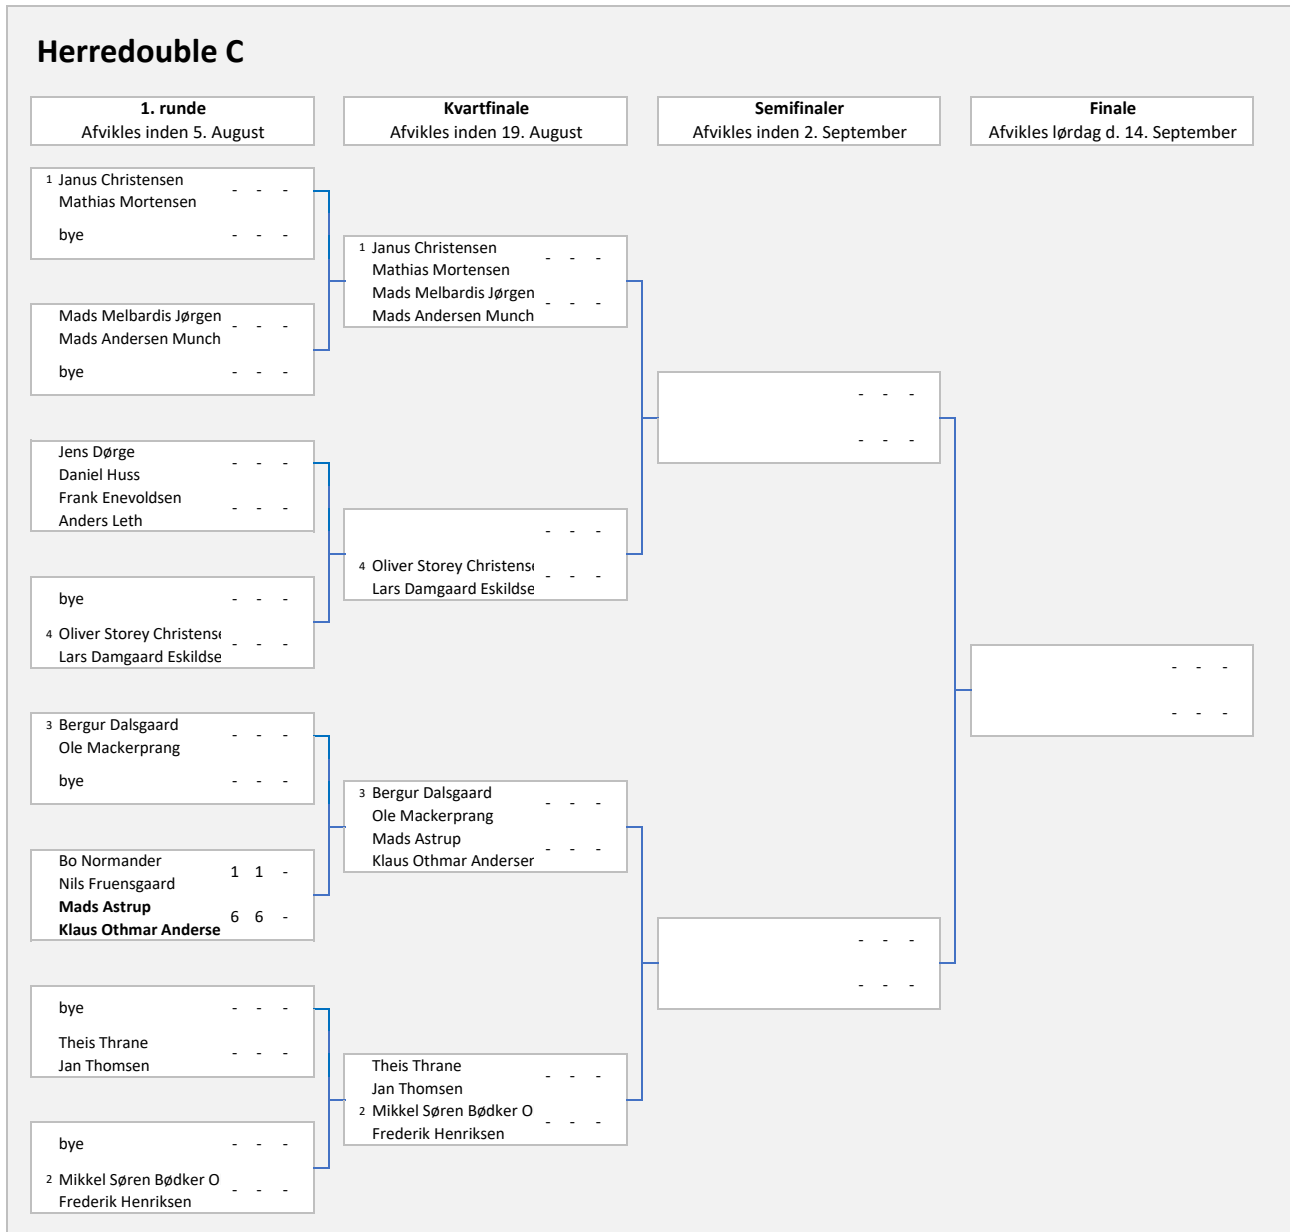 Herredouble C
1. runde
Afvikles inden 5. August
Kvartfinale
Afvikles inden 19. August
Semifinaler
Afvikles inden 2. September
Finale
Afvikles lørdag d. 14. September
1 Janus Christensen - - -
Mathias Mortensen
bye - - -
Mads Melbardis Jørgen - - -
Mads Andersen Munch
bye - - -
Jens Dørge - - -
Daniel Huss
Frank Enevoldsen - - -
Anders Leth
bye - - -
4 Oliver Storey Christense - - -
Lars Damgaard Eskildse
3 Bergur Dalsgaard - - -
Ole Mackerprang
bye - - -
Bo Normander 1 1 -
Nils Fruensgaard
Mads Astrup 6 6 -
Klaus Othmar Anderse
bye - - -
Theis Thrane - - -
Jan Thomsen
bye - - -
2 Mikkel Søren Bødker O - - -
Frederik Henriksen
1 Janus Christensen - - -
Mathias Mortensen
Mads Melbardis Jørgen - - -
Mads Andersen Munch
- - -
4 Oliver Storey Christense - - -
Lars Damgaard Eskildse
3 Bergur Dalsgaard - - -
Ole Mackerprang
Mads Astrup - - -
Klaus Othmar Andersen
Theis Thrane - - -
Jan Thomsen
2 Mikkel Søren Bødker O - - -
Frederik Henriksen
- - -
- - -
- - -
- - -
- - -
- - -